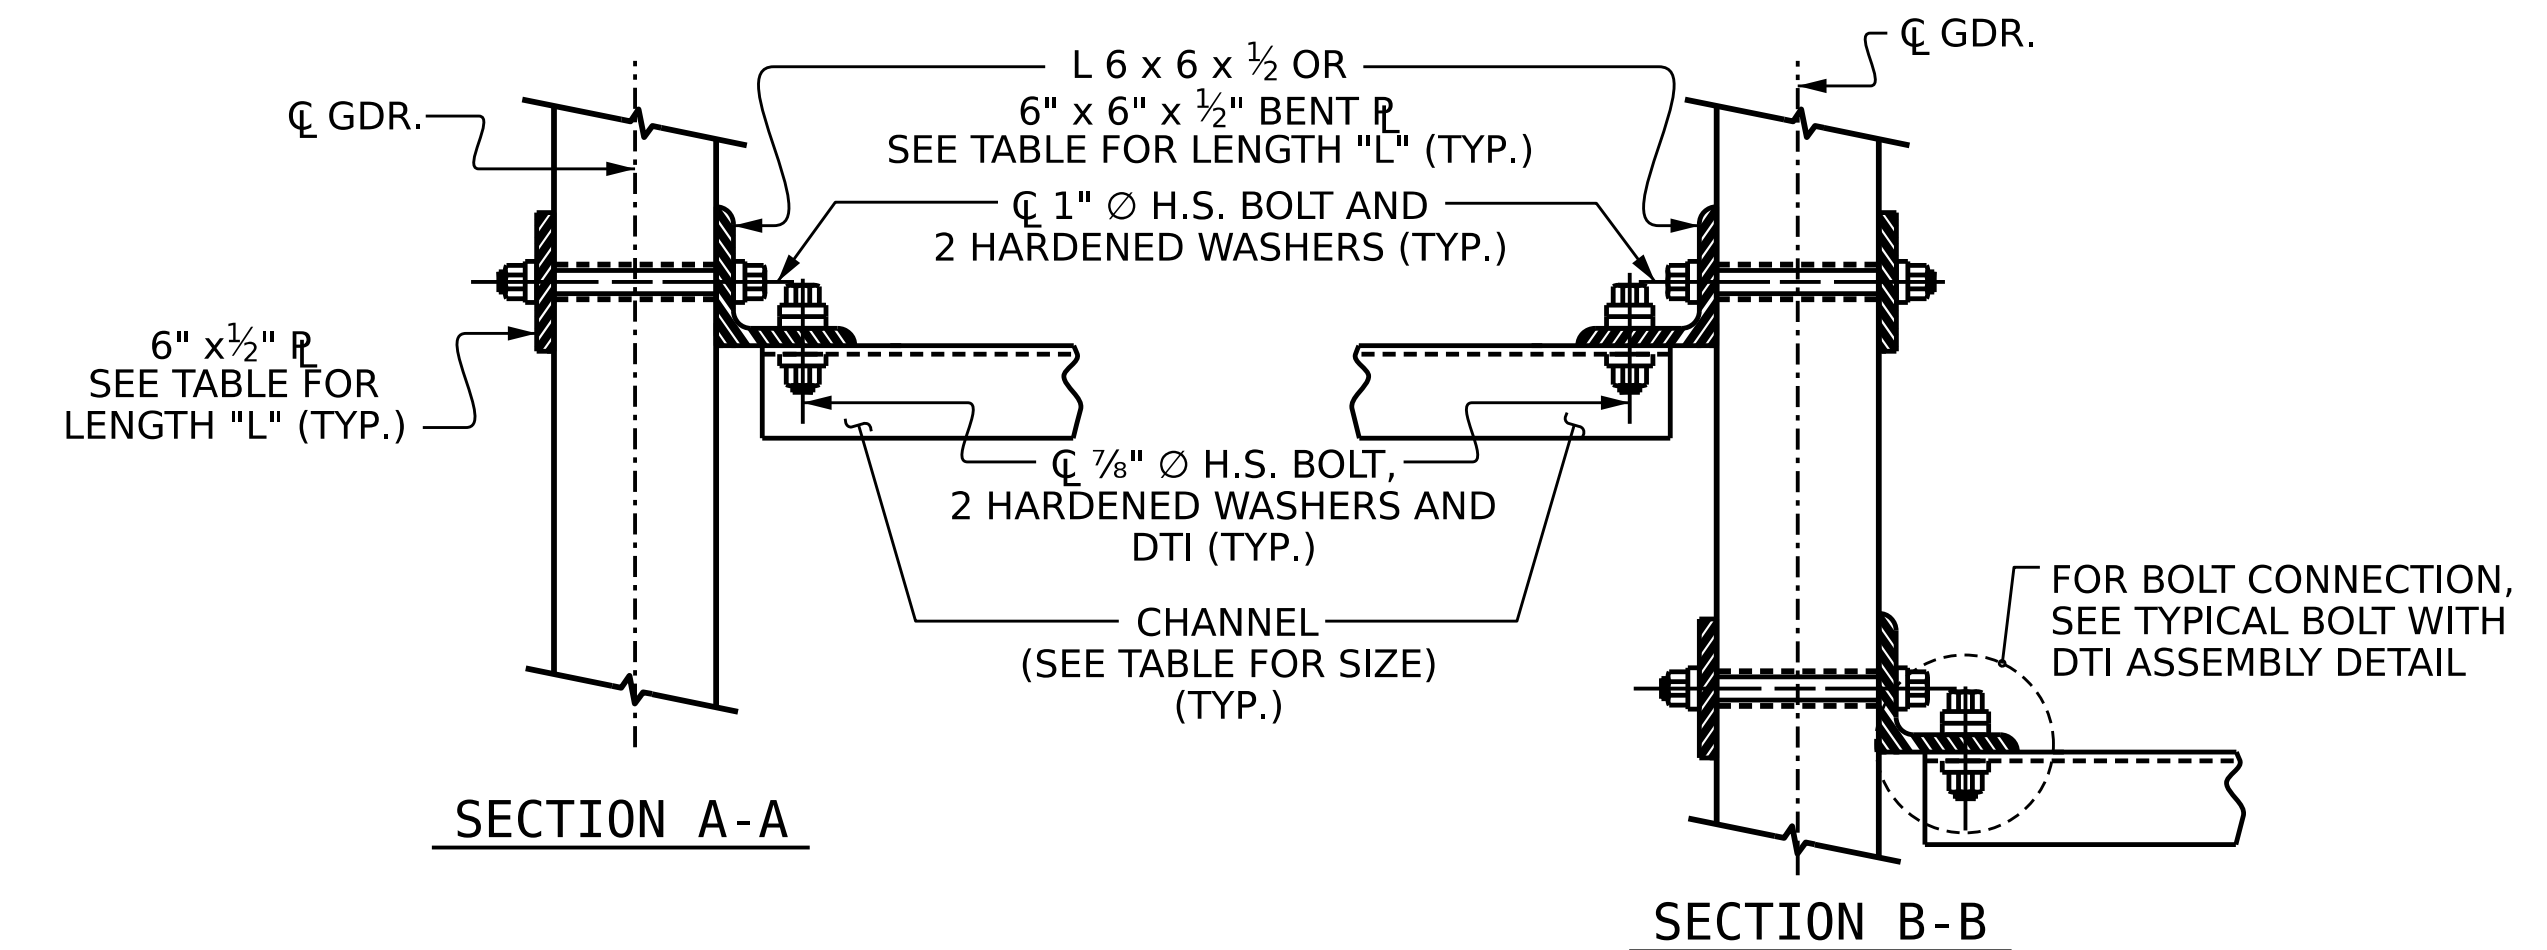 ℄ GDR.
℄ GDR.
L 6 x 6 x ½ OR
6" x 6" x ½" BENT ⅊
SEE TABLE FOR LENGTH "L" (TYP.)
℄ 1" ∅ H.S. BOLT AND
2 HARDENED WASHERS (TYP.)
6" x½" ⅊
SEE TABLE FOR
LENGTH "L" (TYP.)
℄ ⅞" ∅ H.S. BOLT,
2 HARDENED WASHERS AND
DTI (TYP.)
CHANNEL
(SEE TABLE FOR SIZE)
(TYP.)
FOR BOLT CONNECTION,
SEE TYPICAL BOLT WITH
DTI ASSEMBLY DETAIL
SECTION A-A
SECTION B-B